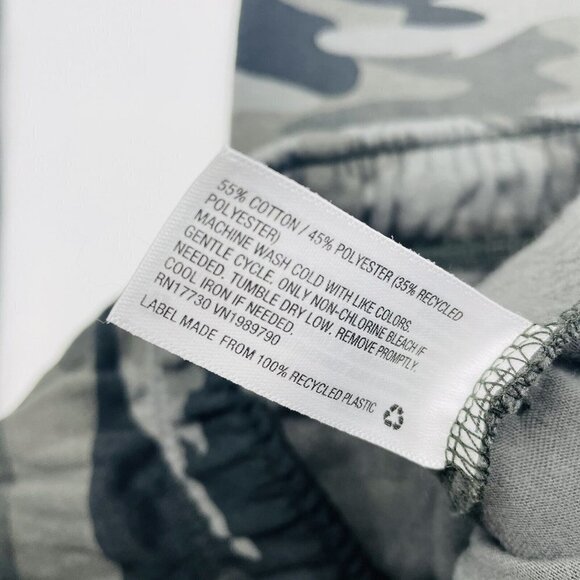 55% COTTON / 45% POLYESTER (35% RECYCLED
POLYESTER)
MACHINE WASH COLD WITH LIKE COLORS.
GENTLE CYCLE. ONLY NON-CHLORINE BLEACH IF
NEEDED. TUMBLE DRY LOW. REMOVE PROMPTLY.
COOL IRON IF NEEDED.
RN17730 VN1989790
LABEL MADE FROM 100% RECYCLED PLASTIC